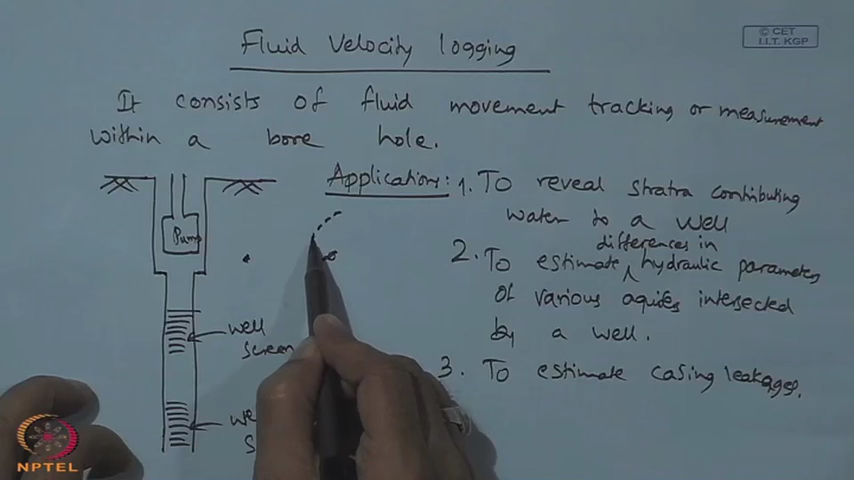 Fluid Velocity logging
© CET
I.I.T. KGP
It consists of fluid movement tracking or measurement
within a bore hole.
Applications: 1. To reveal stratra contributing
water to a well
2. To estimate differences in hydraulic parameters
of various aquifers intersected
by a well.
3. To estimate casing leakages.
Pump
well
screen
NPTEL